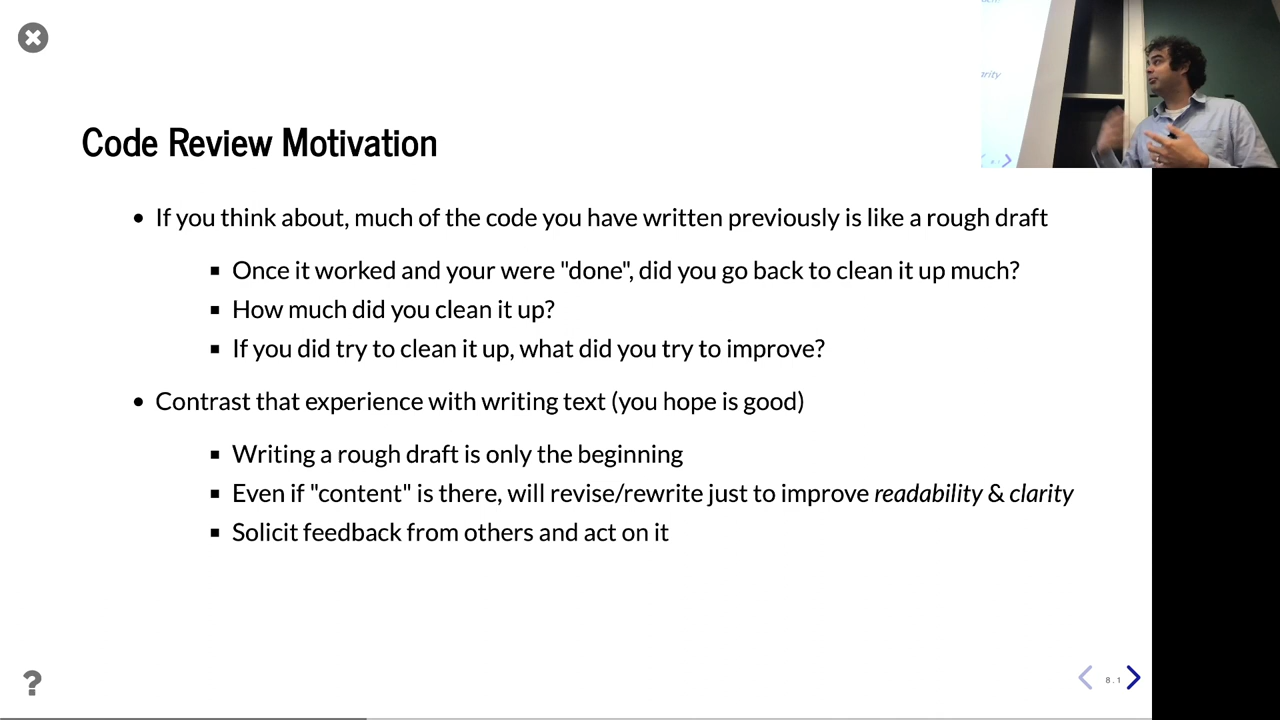 Code Review Motivation
If you think about, much of the code you have written previously is like a rough draft
Once it worked and your were "done", did you go back to clean it up much?
How much did you clean it up?
If you did try to clean it up, what did you try to improve?
Contrast that experience with writing text (you hope is good)
Writing a rough draft is only the beginning
Even if "content" is there, will revise/rewrite just to improve readability & clarity
Solicit feedback from others and act on it
?
8.1